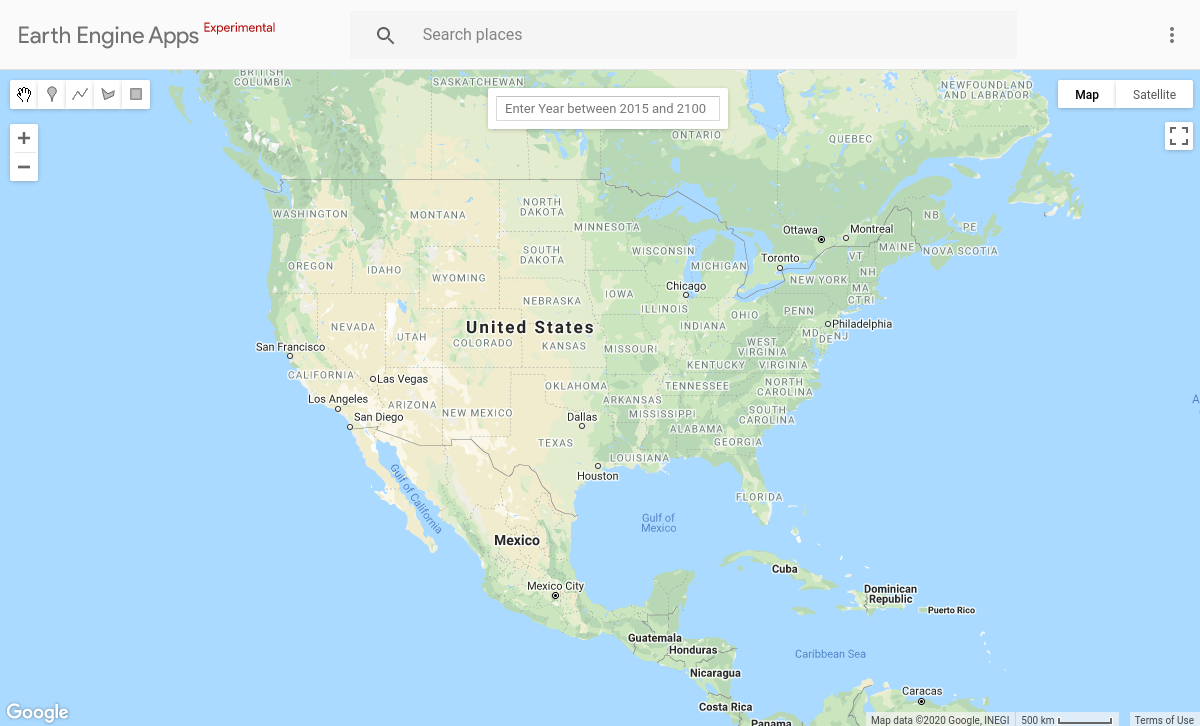 Earth Engine Apps Experimental
Search places
Map
Satellite
Enter Year between 2015 and 2100
BRITISH
COLUMBIA
SASKATCHEWAN
NEWFOUNDLAND
AND LABRADOR
ONTARIO
QUEBEC
WASHINGTON
MONTANA
NORTH
DAKOTA
MINNESOTA
NB
PE
Ottawa
Montreal
MAINE
NOVA SCOTIA
OREGON
IDAHO
SOUTH
DAKOTA
WISCONSIN
MICHIGAN
Toronto
VT
NH
WYOMING
NEW YORK
MA
CT RI
Chicago
IOWA
NEBRASKA
ILLINOIS
INDIANA
OHIO
PENN
Philadelphia
NEVADA
UTAH
United States
COLORADO
KANSAS
MISSOURI
WEST
VIRGINIA
MD
DE
NJ
San Francisco
CALIFORNIA
Las Vegas
KENTUCKY
VIRGINIA
Los Angeles
ARIZONA
NEW MEXICO
OKLAHOMA
ARKANSAS
TENNESSEE
NORTH
CAROLINA
San Diego
Dallas
MISSISSIPPI
ALABAMA
SOUTH
CAROLINA
TEXAS
GEORGIA
LOUISIANA
Houston
Gulf of California
FLORIDA
Gulf of
Mexico
Mexico
Mexico City
Cuba
Dominican
Republic
Puerto Rico
Guatemala
Honduras
Nicaragua
Caribbean Sea
Costa Rica
Caracas
Panama
Google
Map data ©2020 Google, INEGI
500 km
Terms of Use